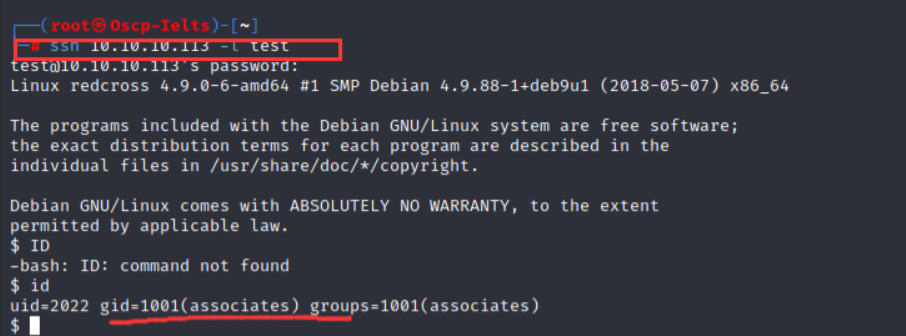 ┌──(root㉿Oscp-Ielts)-[~]
└─# ssh 10.10.10.113 -l test
test@10.10.10.113's password:
Linux redcross 4.9.0-6-amd64 #1 SMP Debian 4.9.88-1+deb9u1 (2018-05-07) x86_64
The programs included with the Debian GNU/Linux system are free software;
the exact distribution terms for each program are described in the
individual files in /usr/share/doc/*/copyright.
Debian GNU/Linux comes with ABSOLUTELY NO WARRANTY, to the extent
permitted by applicable law.
$ ID
-bash: ID: command not found
$ id
uid=2022 gid=1001(associates) groups=1001(associates)
$